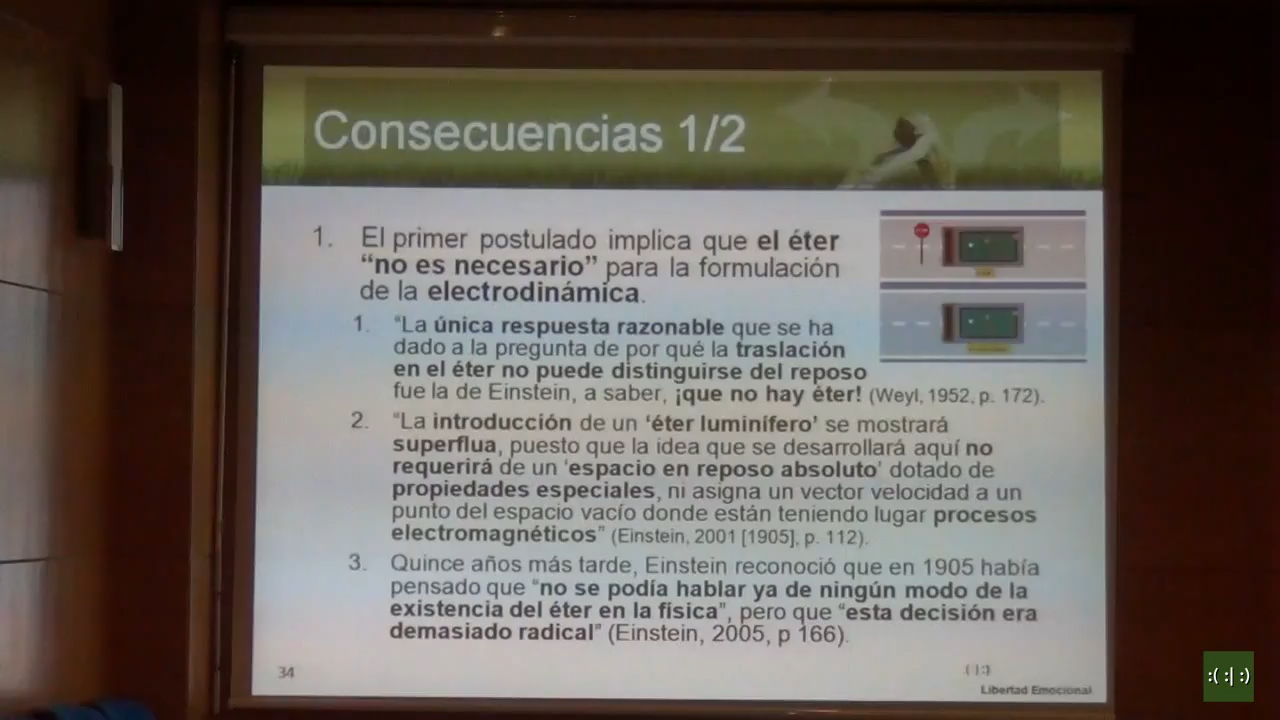 Consecuencias 1/2
1. El primer postulado implica que el éter
“no es necesario” para la formulación
de la electrodinámica.
1. “La única respuesta razonable que se ha
dado a la pregunta de por qué la traslación
en el éter no puede distinguirse del reposo
fue la de Einstein, a saber, ¡que no hay éter! (Weyl, 1952, p. 172).
2. “La introducción de un ‘éter luminífero’ se mostrará
superflua, puesto que la idea que se desarrollará aquí no
requerirá de un ‘espacio en reposo absoluto’ dotado de
propiedades especiales, ni asigna un vector velocidad a un
punto del espacio vacío donde están teniendo lugar procesos
electromagnéticos” (Einstein, 2001 [1905], p. 112).
3. Quince años más tarde, Einstein reconoció que en 1905 había
pensado que “no se podía hablar ya de ningún modo de la
existencia del éter en la física”, pero que “esta decisión era
demasiado radical” (Einstein, 2005, p 166).
34
( | :)
Libertad Emocional
:( :| :)